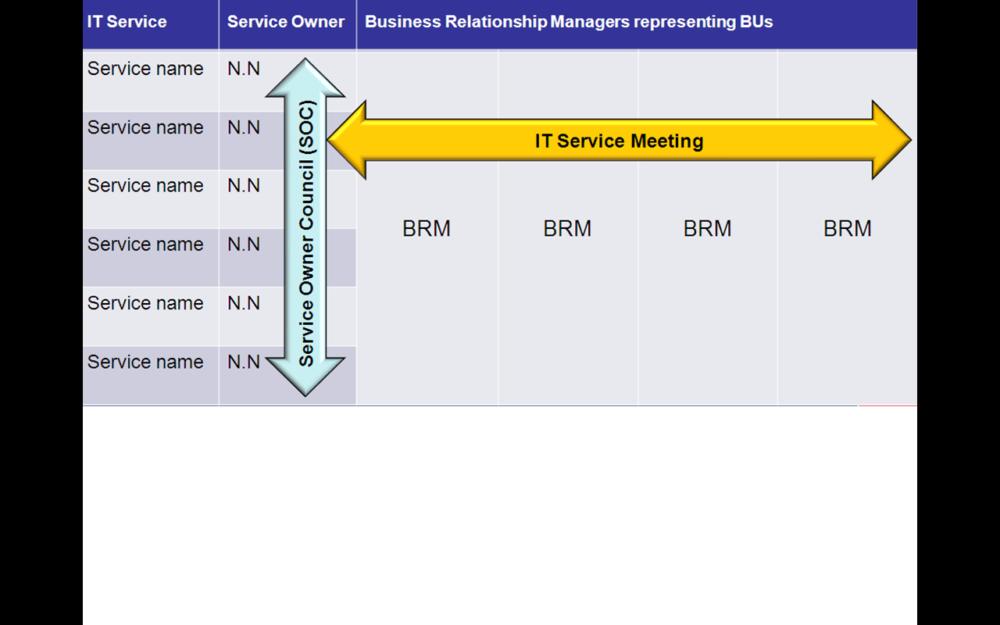 IT Service Service Owner Business Relationship Managers representing BUs
Service name N.N
Service name N.N
IT Service Meeting
Service name N.N
BRM BRM BRM BRM
Service name N.N
Service name N.N
Service name N.N
Service Owner Council (SOC)